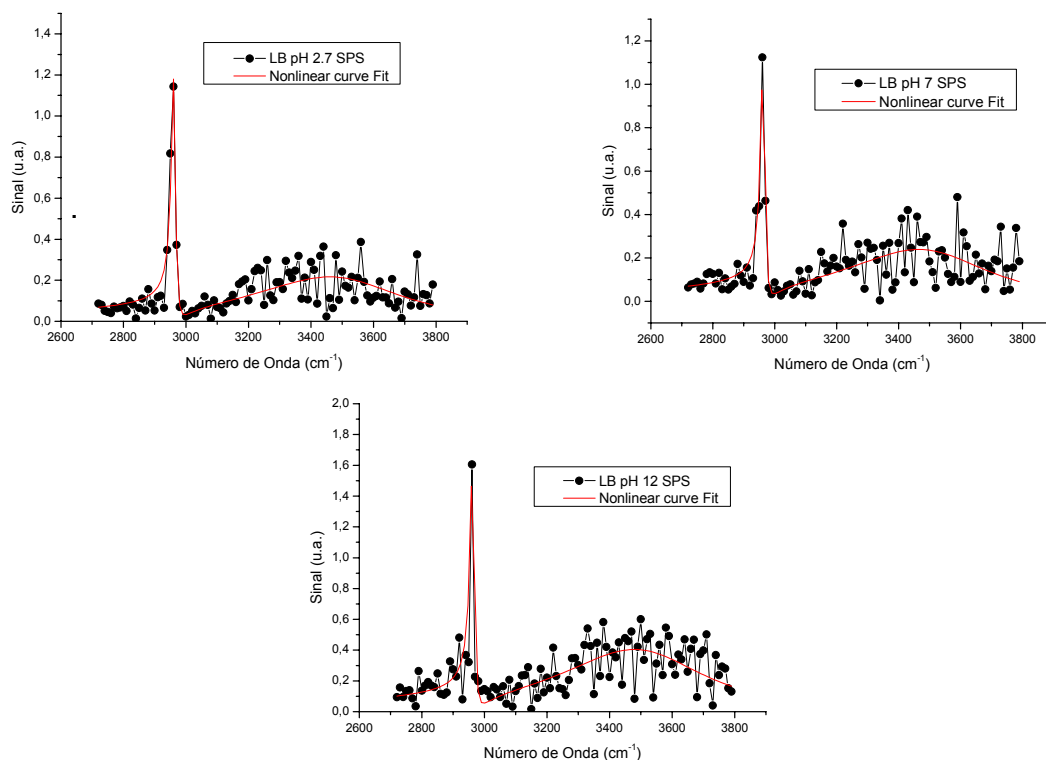 1,4
1,2
1,0
0,8
0,6
0,4
0,2
0,0
Sinal (u.a.)
LB pH 2.7 SPS
Nonlinear curve Fit
2600 2800 3000 3200 3400 3600 3800
Número de Onda (cm⁻¹)
1,2
1,0
0,8
0,6
0,4
0,2
0,0
Sinal (u.a.)
LB pH 7 SPS
Nonlinear curve Fit
2600 2800 3000 3200 3400 3600 3800
Número de Onda (cm⁻¹)
2,0
1,8
1,6
1,4
1,2
1,0
0,8
0,6
0,4
0,2
0,0
Sinal (u.a.)
LB pH 12 SPS
Nonlinear curve Fit
2600 2800 3000 3200 3400 3600 3800
Número de Onda (cm⁻¹)